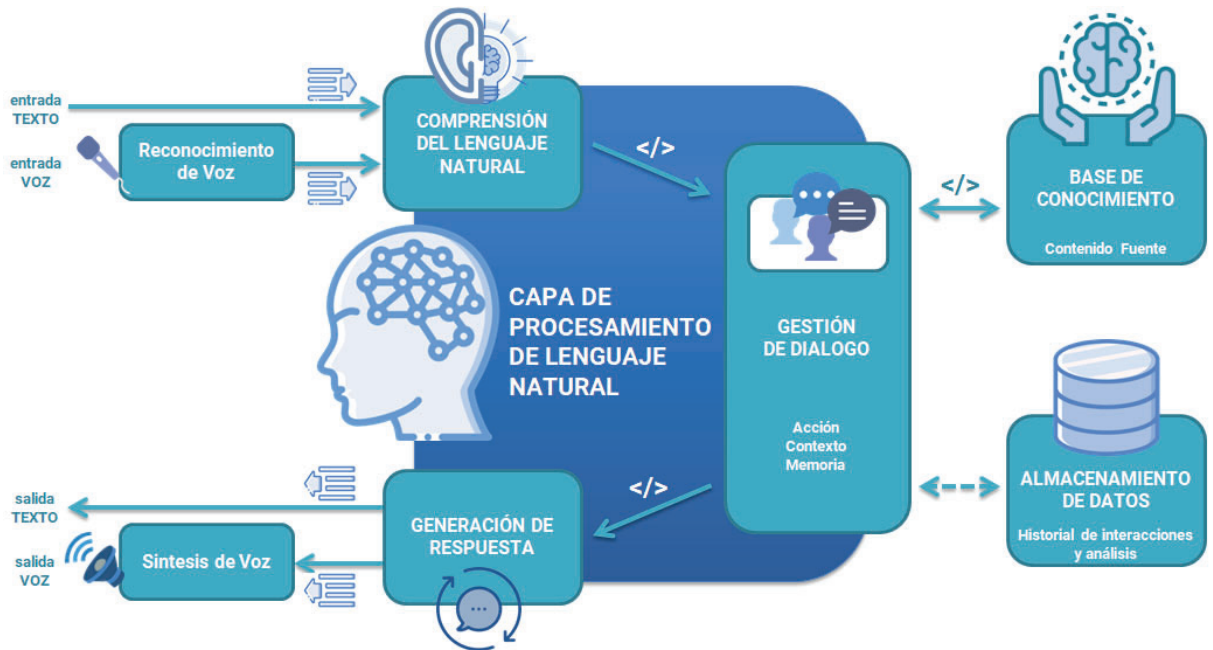 entrada
TEXTO
entrada
VOZ
Reconocimiento
de Voz
COMPRENSIÓN
DEL LENGUAJE
NATURAL
</>
</>
BASE DE
CONOCIMIENTO
Contenido Fuente
CAPA DE
PROCESAMIENTO
DE LENGUAJE
NATURAL
GESTIÓN
DE DIALOGO
Acción
Contexto
Memoria
ALMACENAMIENTO
DE DATOS
Historial de interacciones
y análisis
</>
GENERACIÓN DE
RESPUESTA
salida
TEXTO
salida
VOZ
Sintesis de Voz